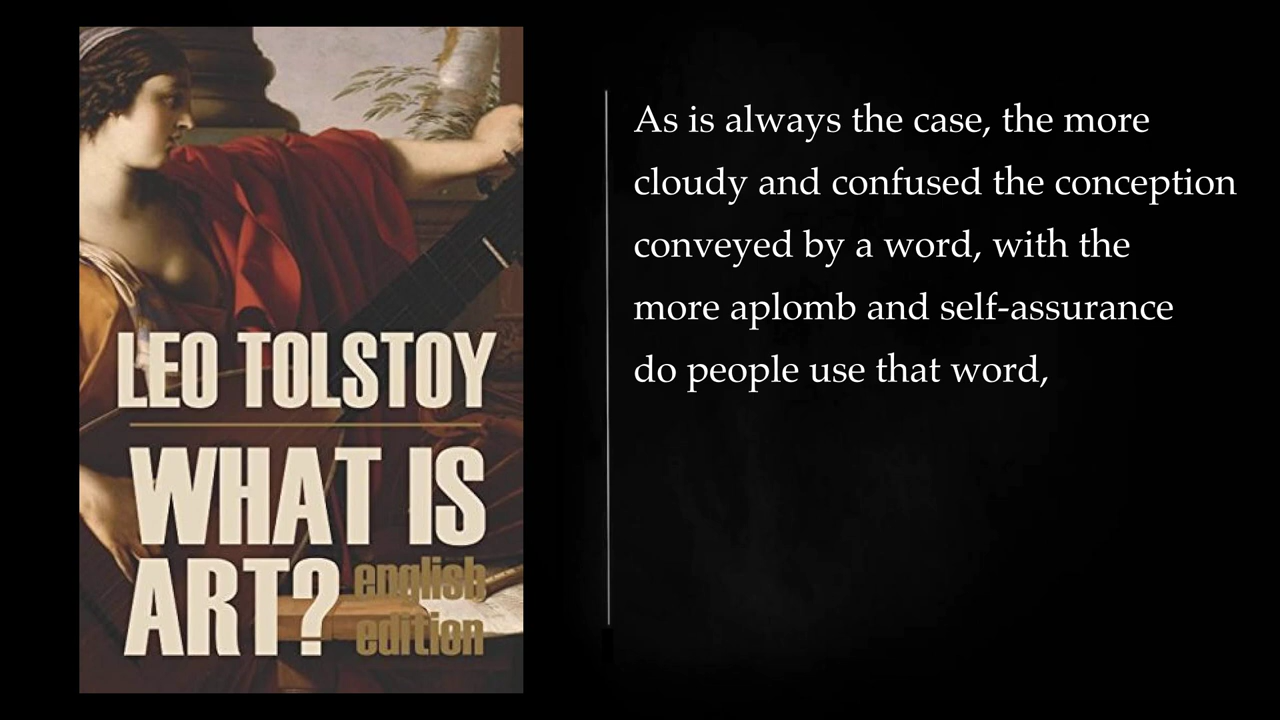 LEO TOLSTOY
WHAT IS
ART?
english
edition
As is always the case, the more
cloudy and confused the conception
conveyed by a word, with the
more aplomb and self-assurance
do people use that word,